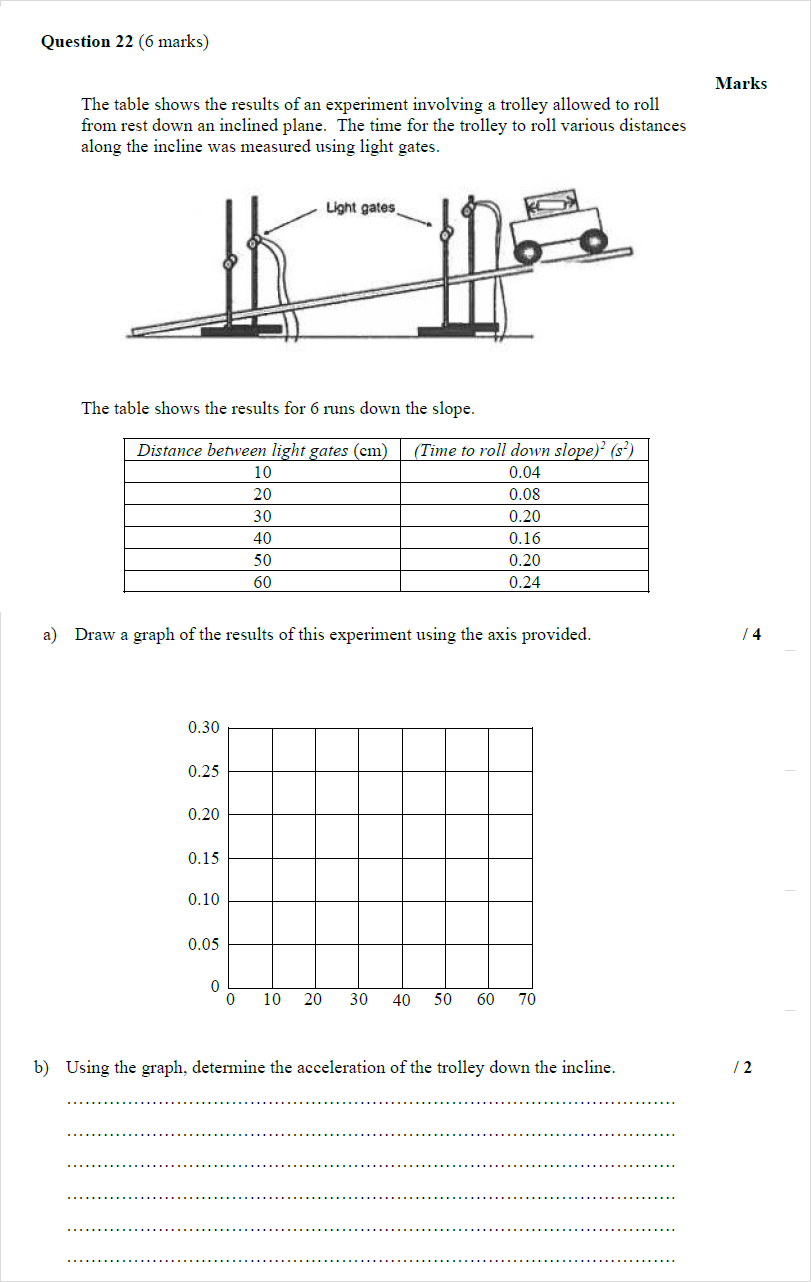 Question 22 (6 marks)
Marks
The table shows the results of an experiment involving a trolley allowed to roll
from rest down an inclined plane. The time for the trolley to roll various distances
along the incline was measured using light gates.
Light gates
The table shows the results for 6 runs down the slope.
Distance between light gates (cm) (Time to roll down slope)² (s²)
10 0.04
20 0.08
30 0.20
40 0.16
50 0.20
60 0.24
a) Draw a graph of the results of this experiment using the axis provided. / 4
0.30
0.25
0.20
0.15
0.10
0.05
0
0 10 20 30 40 50 60 70
b) Using the graph, determine the acceleration of the trolley down the incline. / 2